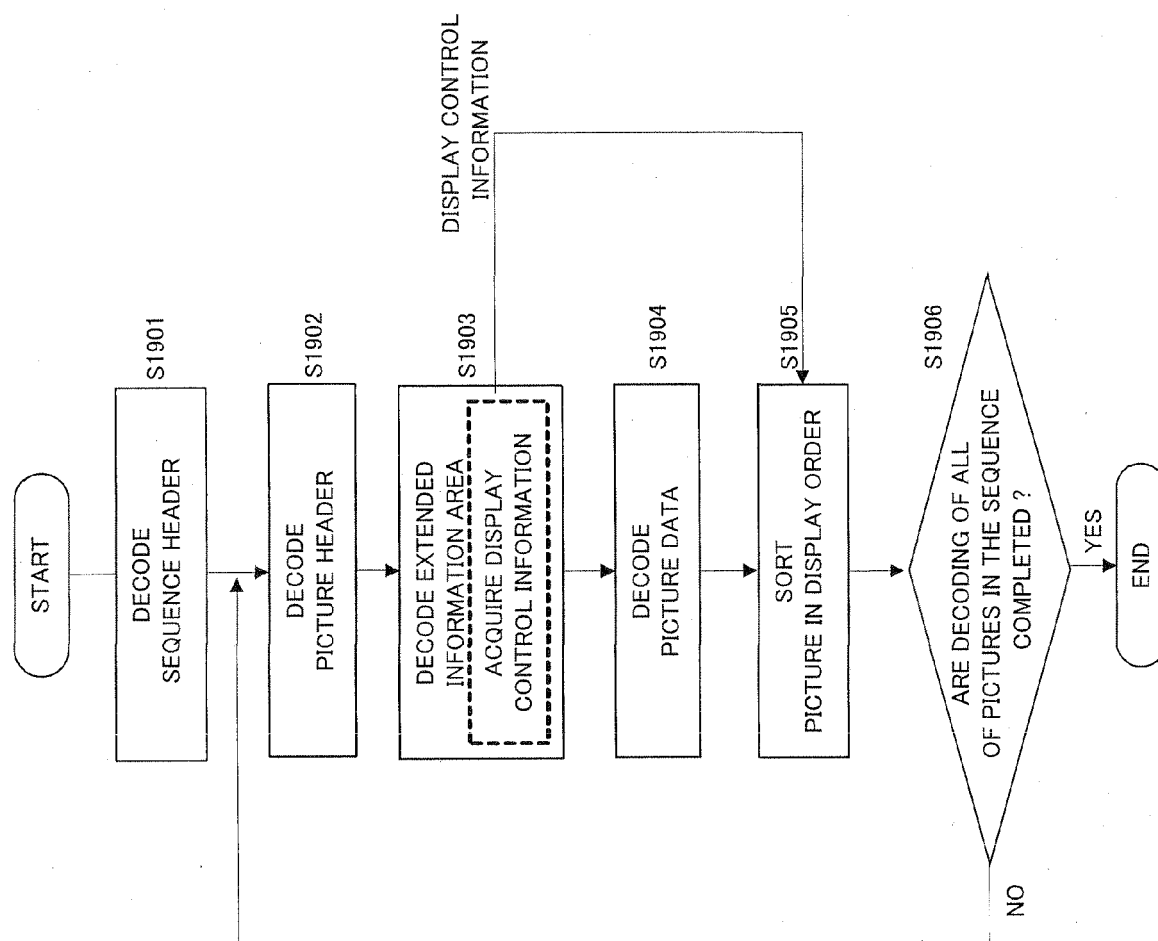 START
DECODE
SEQUENCE HEADER
S1901
DECODE
PICTURE HEADER
S1902
DECODE EXTENDED
INFORMATION AREA
ACQUIRE DISPLAY
CONTROL INFORMATION
S1903
DISPLAY CONTROL
INFORMATION
DECODE
PICTURE DATA
S1904
SORT
PICTURE IN DISPLAY ORDER
S1905
ARE DECODING OF ALL
OF PICTURES IN THE SEQUENCE
COMPLETED ?
S1906
NO
YES
END